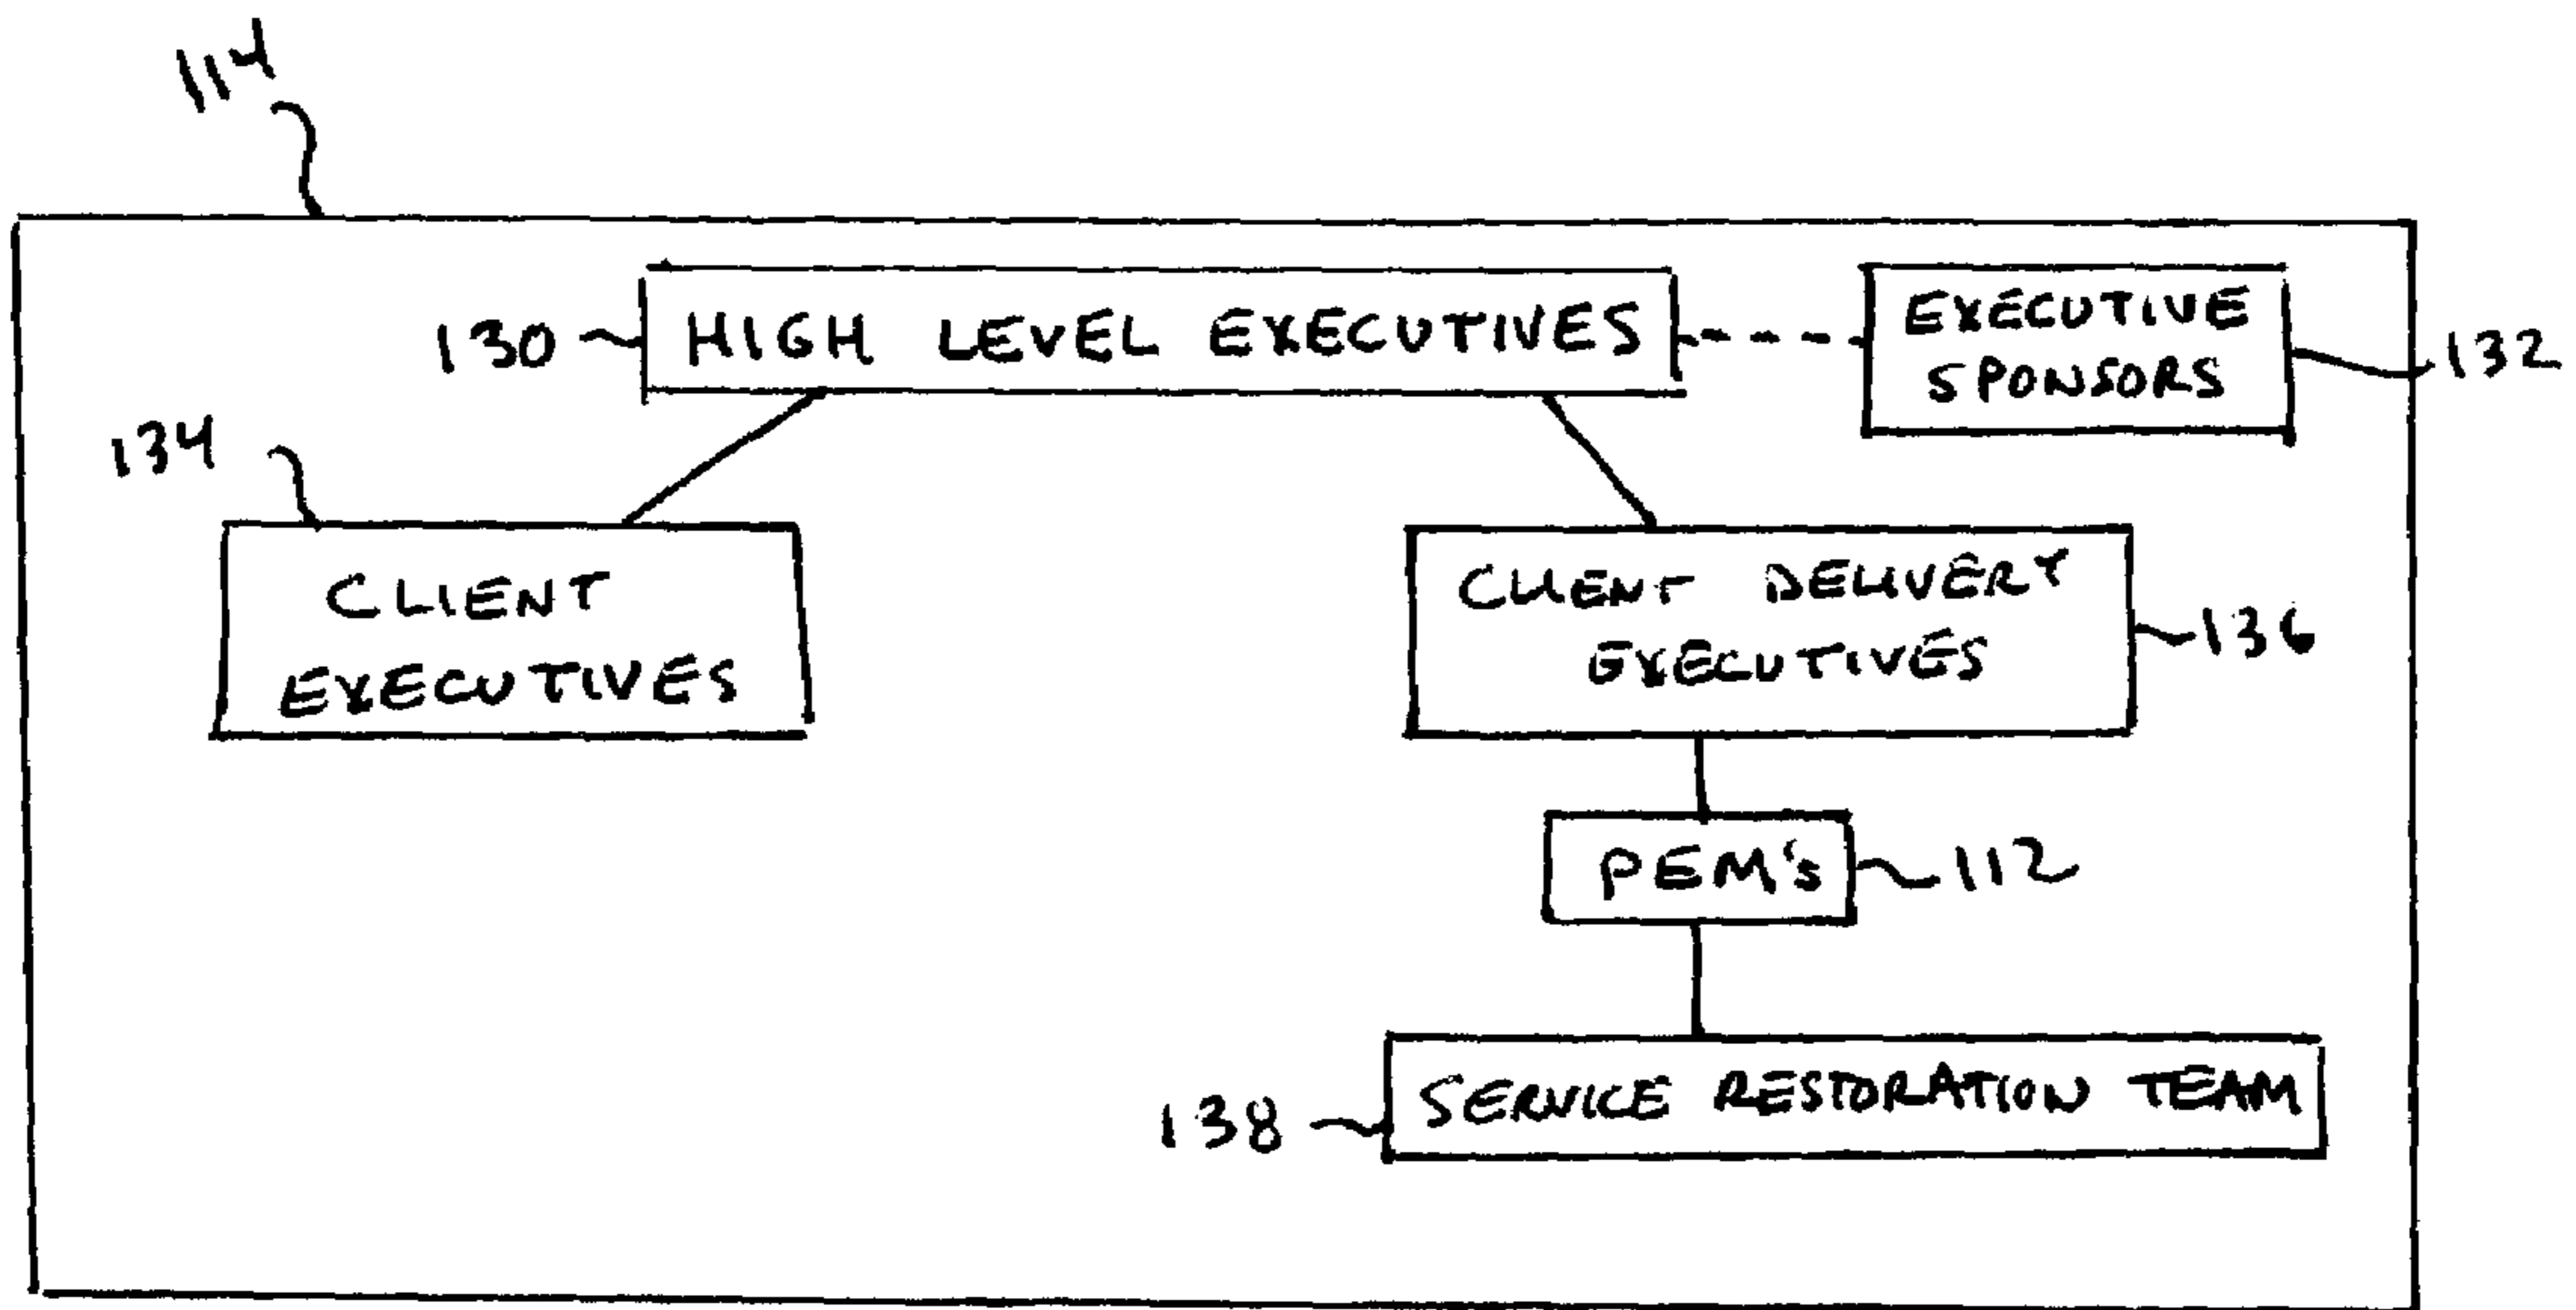 114
130
HIGH LEVEL EXECUTIVES
EXECUTIVE
SPONSORS
132
134
CLIENT
EXECUTIVES
CLIENT DELIVERY
EXECUTIVES
136
PEM's
112
138
SERVICE RESTORATION TEAM